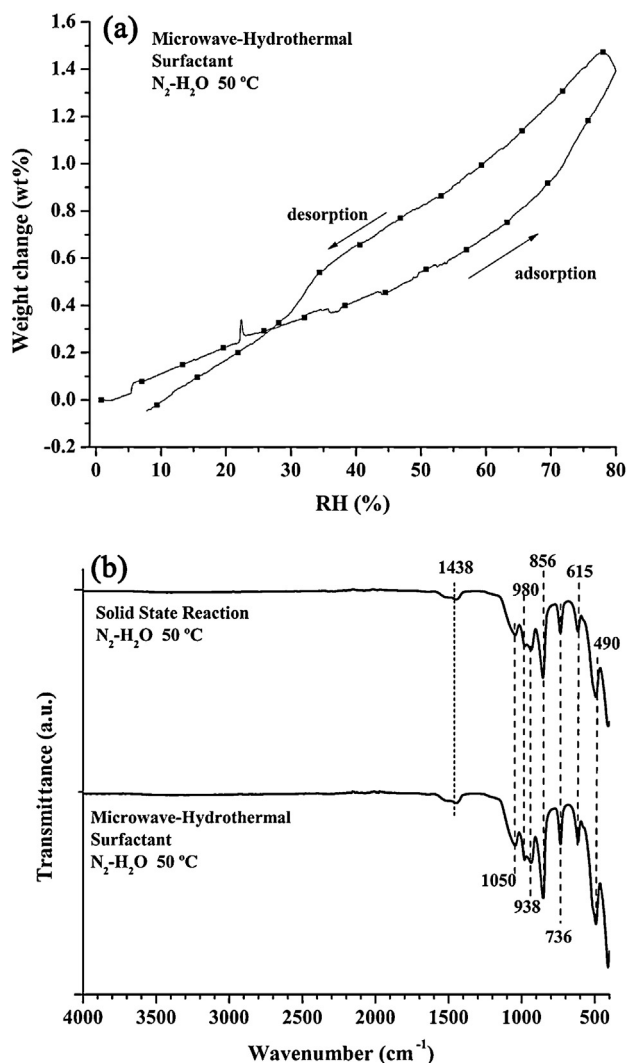 (a)
Microwave-Hydrothermal
Surfactant
N₂-H₂O 50 ºC
1.6
1.4
1.2
1.0
0.8
0.6
0.4
0.2
0.0
-0.2
Weight change (wt%)
desorption
adsorption
0 10 20 30 40 50 60 70 80
RH (%)
(b)
1438
980
856
615
490
Solid State Reaction
N₂-H₂O 50 ºC
Microwave-Hydrothermal
Surfactant
N₂-H₂O 50 ºC
1050
938
736
Transmittance (a.u.)
4000 3500 3000 2500 2000 1500 1000 500
Wavenumber (cm⁻¹)